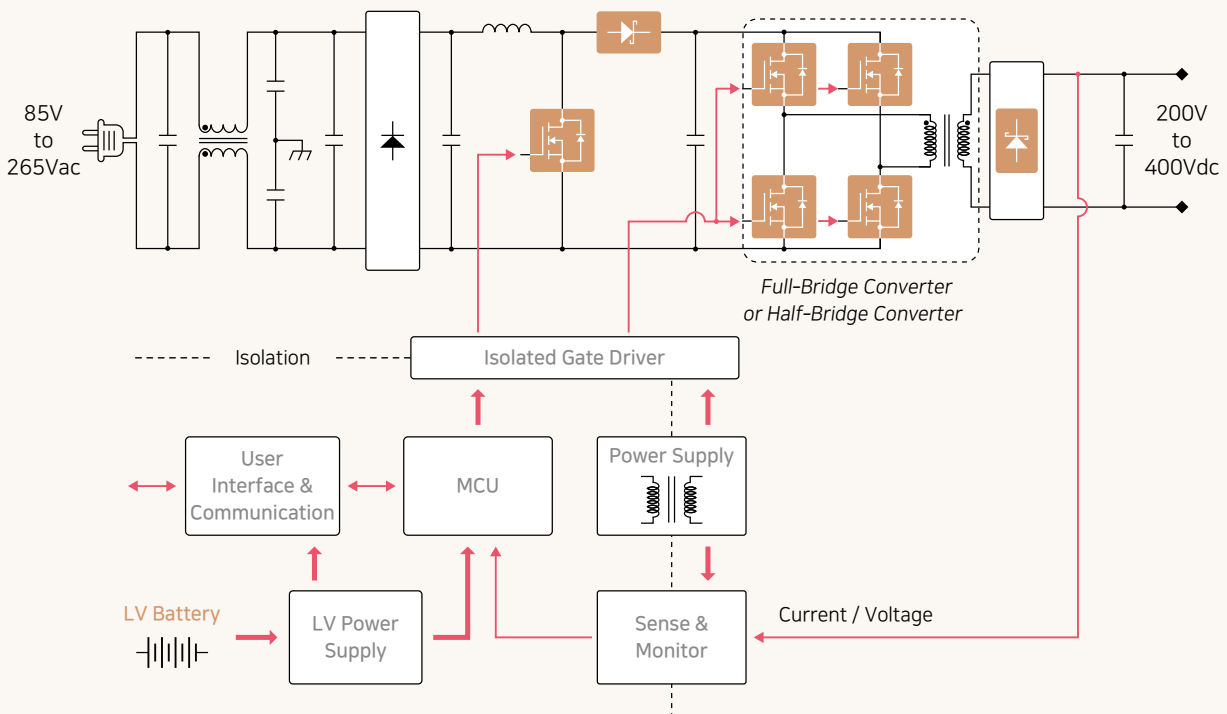 85V
to
265Vac
200V
to
400Vdc
Full-Bridge Converter
or Half-Bridge Converter
Isolation
Isolated Gate Driver
User
Interface &
Communication
MCU
Power Supply
LV Battery
LV Power
Supply
Sense &
Monitor
Current / Voltage